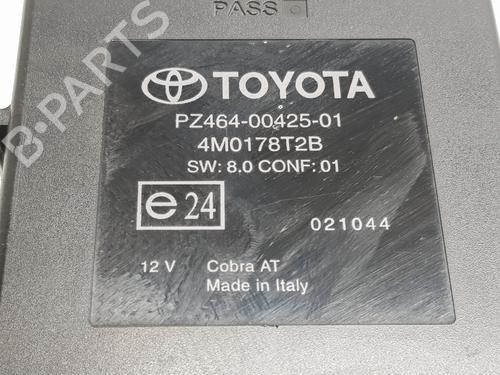 PASS
TOYOTA
PZ464-00425-01
4M0178T2B
SW: 8.0 CONF: 01
e24
021044
12 V Cobra AT
Made in Italy
B-PARTS